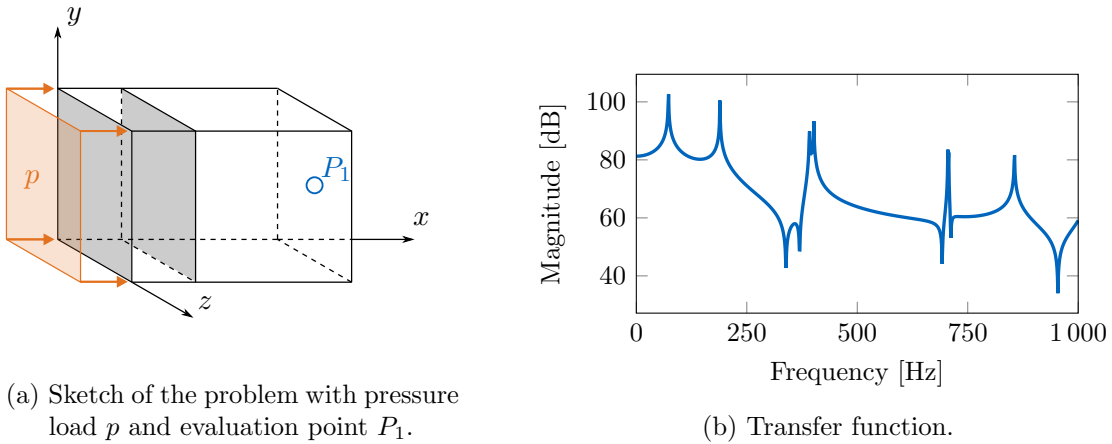 y
p
P₁
x
z
(a) Sketch of the problem with pressure
load p and evaluation point P₁.
Magnitude [dB]
100
80
60
40
0
250
500
750
1 000
Frequency [Hz]
(b) Transfer function.